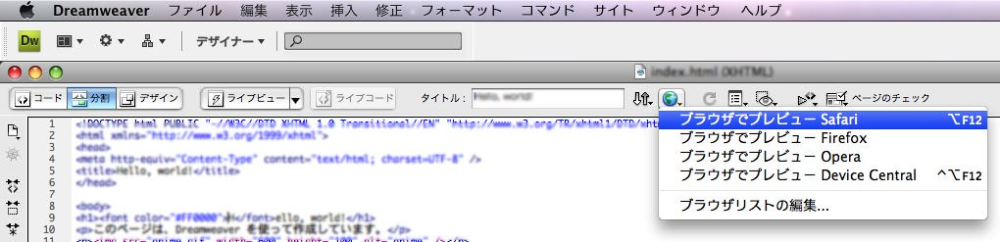 Dreamweaver ファイル 編集 表示 挿入 修正 フォーマット コマンド サイト ウィンドウ ヘルプ
Dw デザイナー
index.html (XHTML)
コード 分割 デザイン ライブビュー ライブコード タイトル: Hello, world! ページのチェック
ブラウザでプレビュー – Safari ⌥F12
ブラウザでプレビュー – Firefox
ブラウザでプレビュー – Opera
ブラウザでプレビュー – Device Central ^⌥F12
ブラウザリストの編集...
1 <!DOCTYPE html PUBLIC "-//W3C//DTD XHTML 1.0 Transitional//EN" "http://www.w3.org/TR/xhtml1/DTD/xht
2 <html xmlns="http://www.w3.org/1999/xhtml">
3 <head>
4 <meta http-equiv="Content-Type" content="text/html; charset=UTF-8" />
5 <title>Hello, world!</title>
6 </head>
7
8 <body>
9 <h1><font color="#FF0000">H</font>ello, world!</h1>
10 <p>このページは、Dreamweaver を使って作成しています。</p>
11 <p><img src="anime.gif" width="600" height="100" alt="anime" /></p>